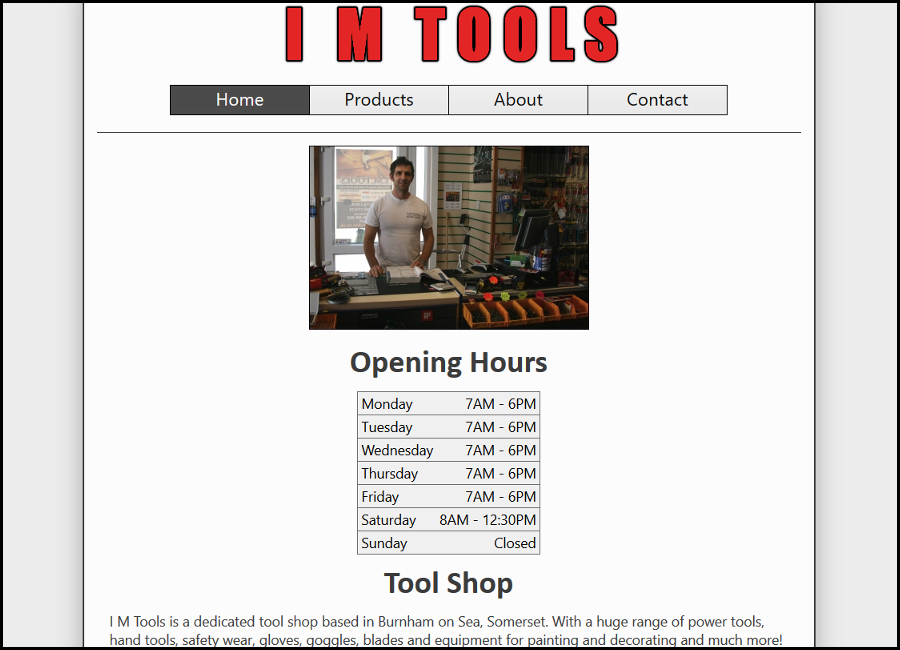 I M TOOLS
Home Products About Contact
Opening Hours
Monday 7AM - 6PM
Tuesday 7AM - 6PM
Wednesday 7AM - 6PM
Thursday 7AM - 6PM
Friday 7AM - 6PM
Saturday 8AM - 12:30PM
Sunday Closed
Tool Shop
I M Tools is a dedicated tool shop based in Burnham on Sea, Somerset. With a huge range of power tools,
hand tools, safety wear, gloves, goggles, blades and equipment for painting and decorating and much more!